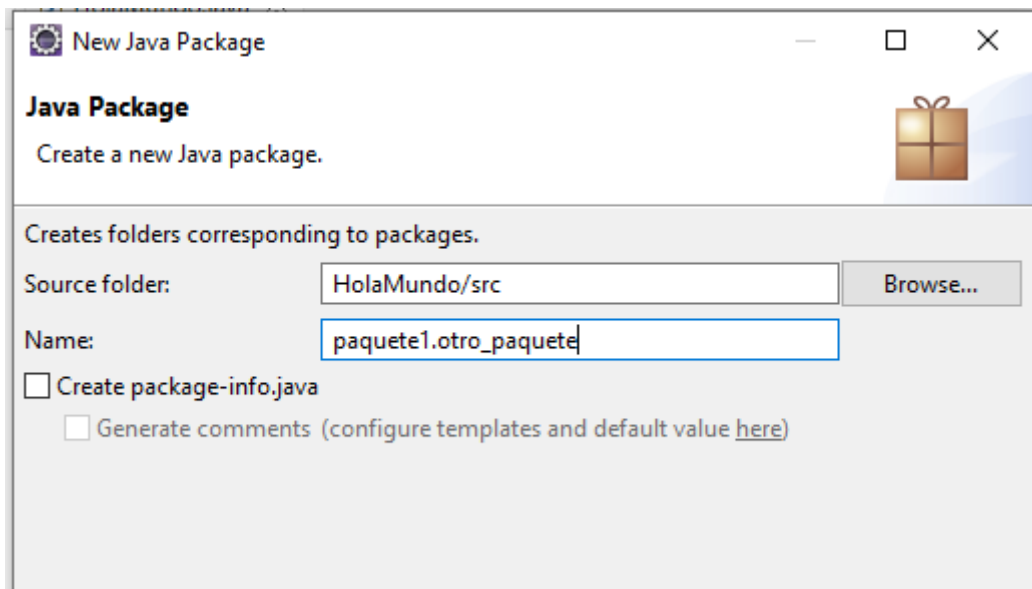 New Java Package
Java Package
Create a new Java package.
Creates folders corresponding to packages.
Source folder: HolaMundo/src Browse...
Name: paquete1.otro_paquete
Create package-info.java
Generate comments (configure templates and default value here)